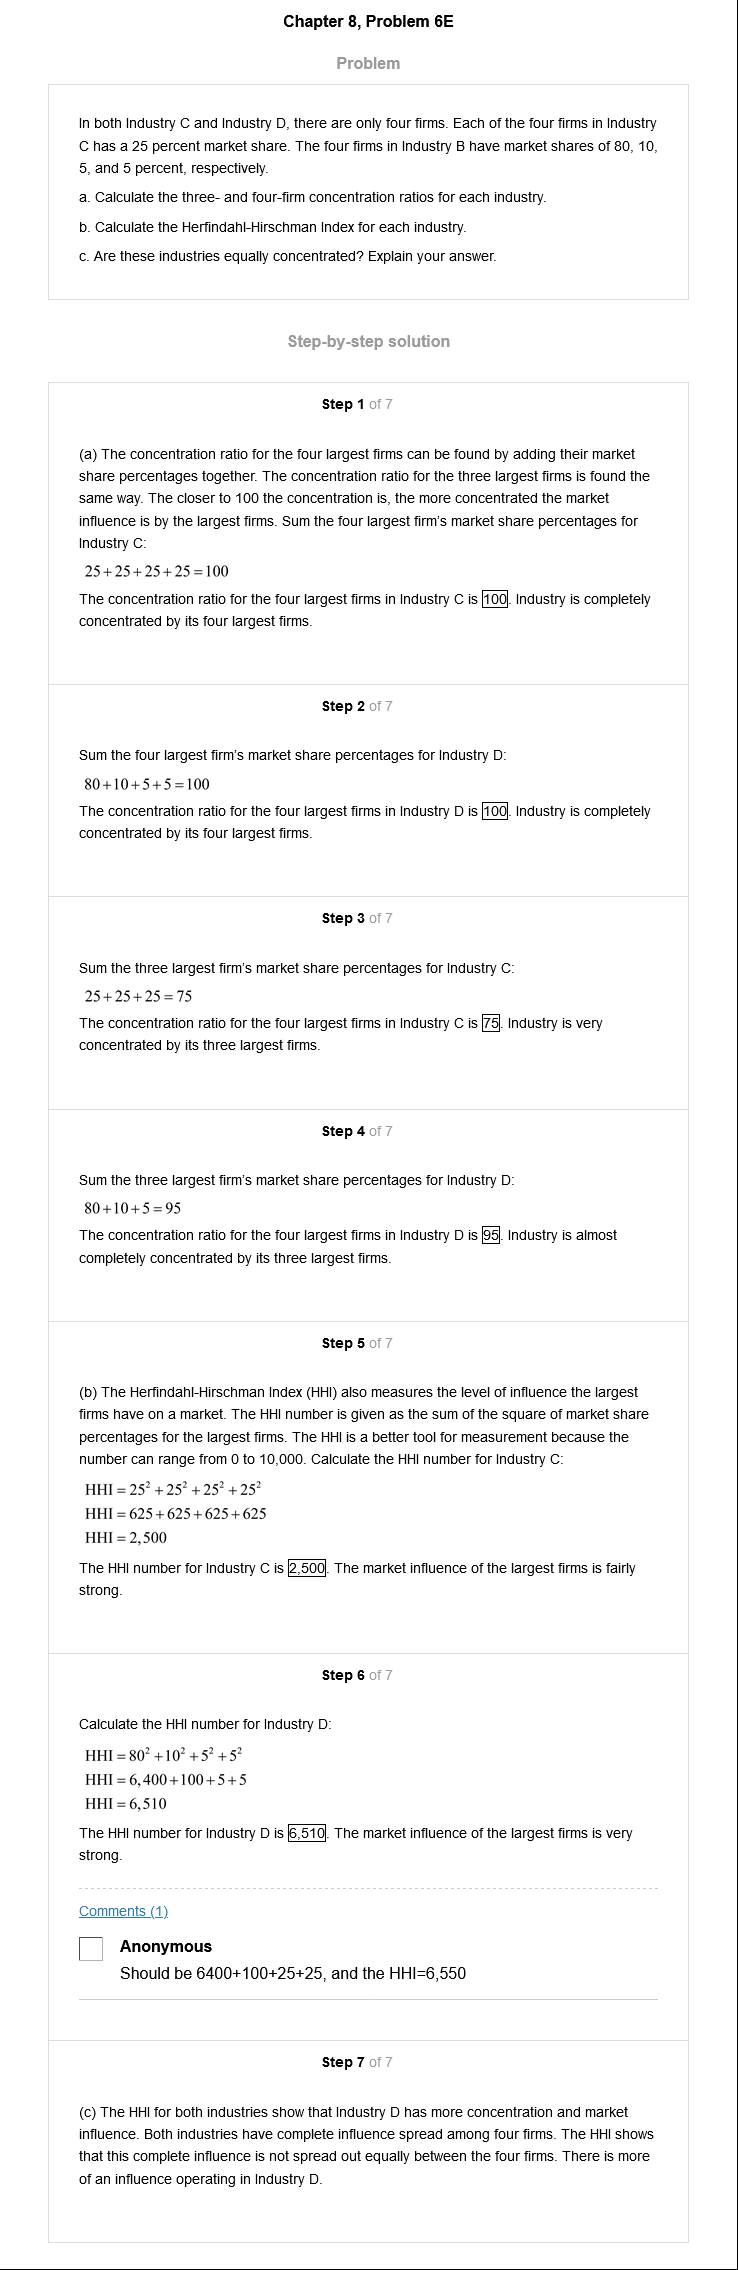 Chapter 8, Problem 6E
Problem
In both Industry C and Industry D, there are only four firms. Each of the four firms in Industry
C has a 25 percent market share. The four firms in Industry B have market shares of 80, 10,
5, and 5 percent, respectively.
a. Calculate the three- and four-firm concentration ratios for each industry.
b. Calculate the Herfindahl-Hirschman Index for each industry.
c. Are these industries equally concentrated? Explain your answer.
Step-by-step solution
Step 1 of 7
(a) The concentration ratio for the four largest firms can be found by adding their market
share percentages together. The concentration ratio for the three largest firms is found the
same way. The closer to 100 the concentration is, the more concentrated the market
influence is by the largest firms. Sum the four largest firm's market share percentages for
Industry C:
25+25+25+25=100
The concentration ratio for the four largest firms in Industry C is 100. Industry is completely
concentrated by its four largest firms.
Step 2 of 7
Sum the four largest firm's market share percentages for Industry D:
80+10+5+5=100
The concentration ratio for the four largest firms in Industry D is 100. Industry is completely
concentrated by its four largest firms.
Step 3 of 7
Sum the three largest firm's market share percentages for Industry C:
25+25+25=75
The concentration ratio for the four largest firms in Industry C is 75. Industry is very
concentrated by its three largest firms.
Step 4 of 7
Sum the three largest firm's market share percentages for Industry D:
80+10+5=95
The concentration ratio for the four largest firms in Industry D is 95. Industry is almost
completely concentrated by its three largest firms.
Step 5 of 7
(b) The Herfindahl-Hirschman Index (HHI) also measures the level of influence the largest
firms have on a market. The HHI number is given as the sum of the square of market share
percentages for the largest firms. The HHI is a better tool for measurement because the
number can range from 0 to 10,000. Calculate the HHI number for Industry C:
HHI = 25² + 25² + 25² + 25²
HHI = 625+625+625+625
HHI = 2,500
The HHI number for Industry C is 2,500. The market influence of the largest firms is fairly
strong.
Step 6 of 7
Calculate the HHI number for Industry D:
HHI = 80² +10² +5² +5²
HHI = 6,400+100+5+5
HHI = 6,510
The HHI number for Industry D is 6,510. The market influence of the largest firms is very
strong.
Comments (1)
Anonymous
Should be 6400+100+25+25, and the HHI=6,550
Step 7 of 7
(c) The HHI for both industries show that Industry D has more concentration and market
influence. Both industries have complete influence spread among four firms. The HHI shows
that this complete influence is not spread out equally between the four firms. There is more
of an influence operating in Industry D.